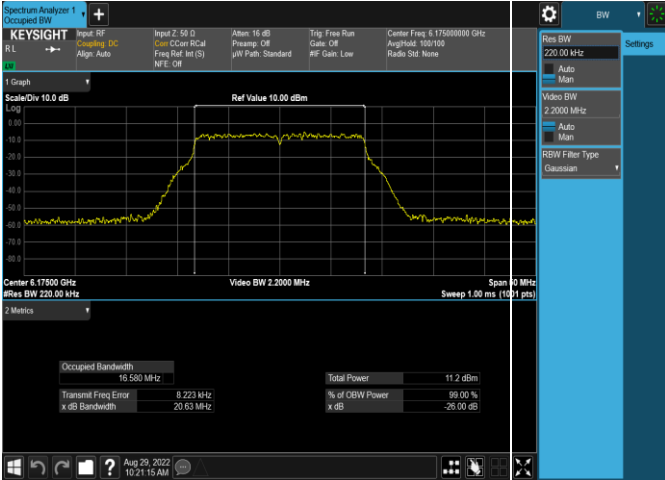 Spectrum Analyzer 1
Occupied BW
+
KEYSIGHT
R L
LW
Input: RF
Coupling: DC
Align: Auto
Input Z: 50 Ω
Corr CCorr RCal
Freq Ref: Int (S)
NFE: Off
Atten: 16 dB
Preamp: Off
µW Path: Standard
Trig: Free Run
Gate: Off
#IF Gain: Low
Center Freq: 6.175000000 GHz
Avg|Hold: 100/100
Radio Std: None
1 Graph
Scale/Div 10.0 dB
Ref Value 10.00 dBm
Log
0.00
-10.0
-20.0
-30.0
-40.0
-50.0
-60.0
-70.0
-80.0
Center 6.17500 GHz
#Res BW 220.00 kHz
Video BW 2.2000 MHz
Span 60 MHz
Sweep 1.00 ms (1001 pts)
2 Metrics
Occupied Bandwidth
16.580 MHz
Transmit Freq Error 8.223 kHz
x dB Bandwidth 20.63 MHz
Total Power 11.2 dBm
% of OBW Power 99.00 %
x dB -26.00 dB
?
Aug 29, 2022
10:21:15 AM
BW
Res BW
220.00 kHz
Auto
Man
Video BW
2.2000 MHz
Auto
Man
RBW Filter Type
Gaussian
Settings